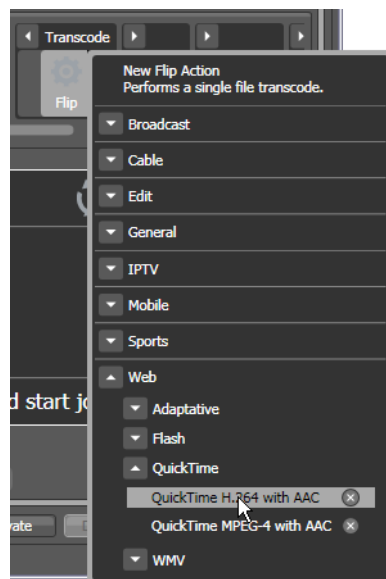 Transcode
Flip
New Flip Action
Performs a single file transcode.
Broadcast
Cable
Edit
General
IPTV
Mobile
Sports
Web
d start jo
Adaptative
Flash
QuickTime
QuickTime H.264 with AAC
QuickTime MPEG-4 with AAC
vate
WMV